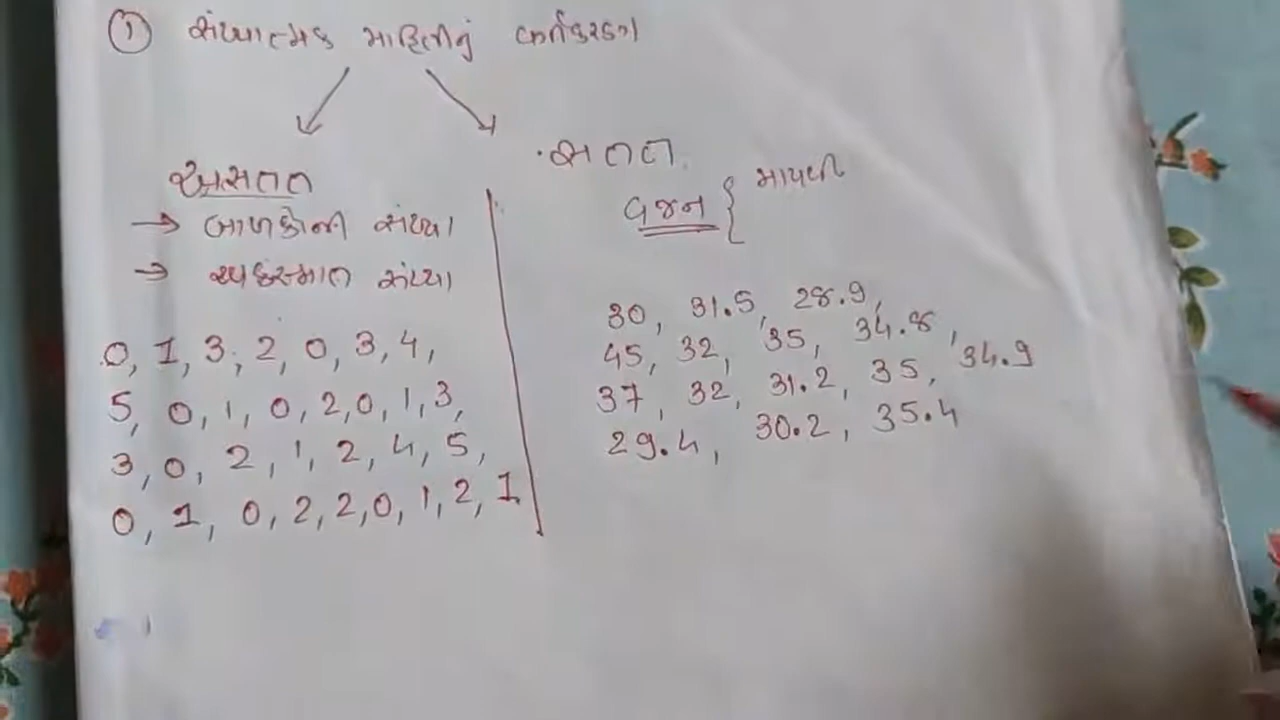 ① સંખ્યાત્મક માહિતીનું વર્ગીકરણ
અસતત
→ બાળકોની સંખ્યા
→ અકસ્માત સંખ્યા
0, 1, 3, 2, 0, 3, 4,
5, 0, 1, 0, 2, 0, 1, 3,
3, 0, 2, 1, 2, 4, 5,
0, 1, 0, 2, 2, 0, 1, 2, 1
સતત
વજન { માપણી
30, 31.5, 28.9,
45, 32, 35, 34.8,
37, 32, 31.2, 35, 34.9
29.4, 30.2, 35.4